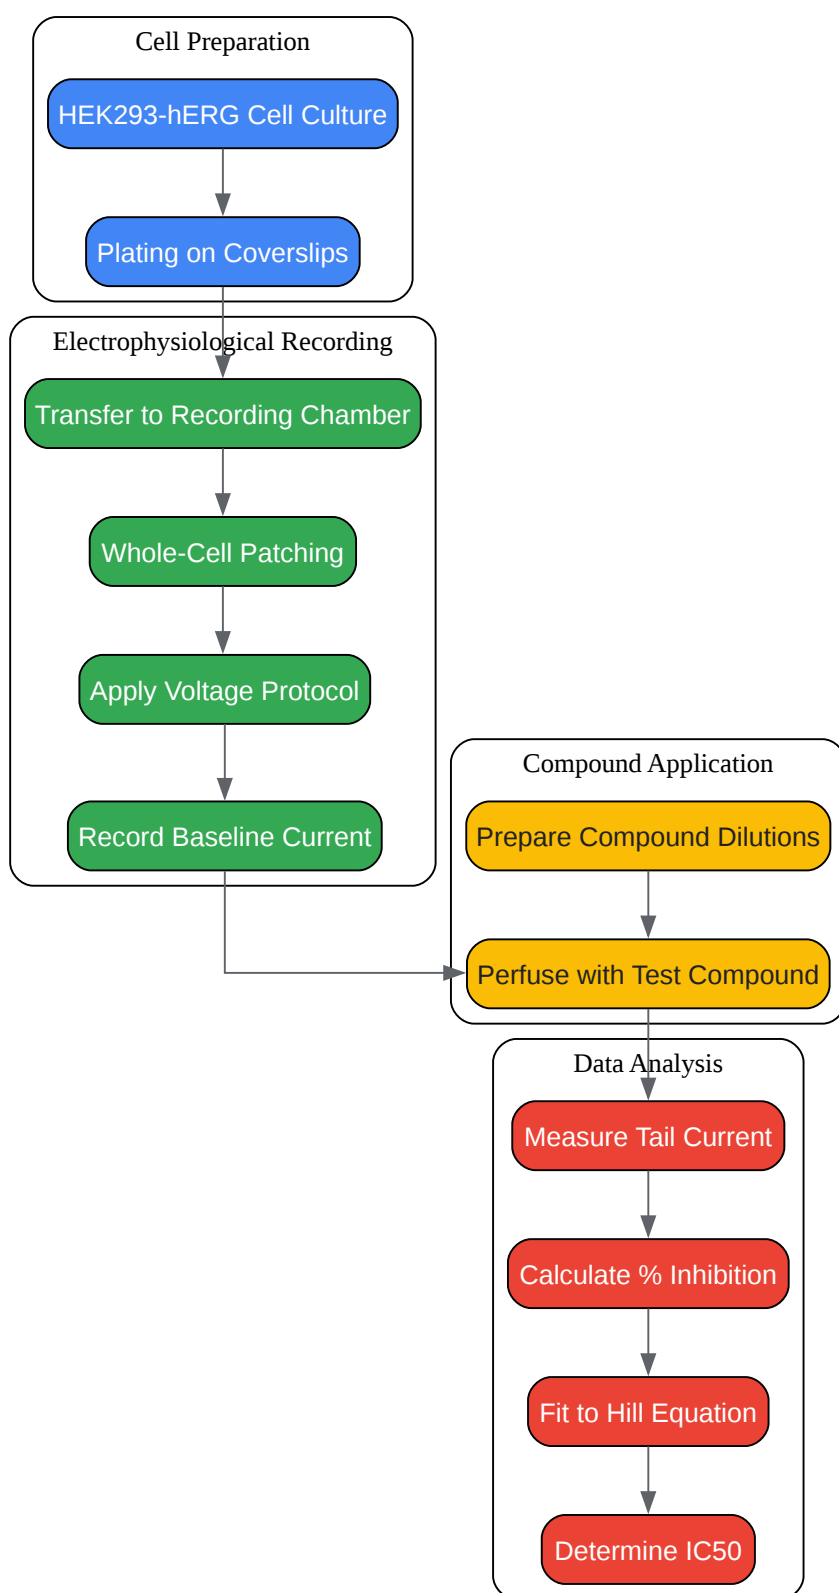 Cell Preparation
HEK293-hERG Cell Culture
Plating on Coverslips
Electrophysiological Recording
Transfer to Recording Chamber
Whole-Cell Patching
Apply Voltage Protocol
Record Baseline Current
Compound Application
Prepare Compound Dilutions
Perfuse with Test Compound
Data Analysis
Measure Tail Current
Calculate % Inhibition
Fit to Hill Equation
Determine IC50